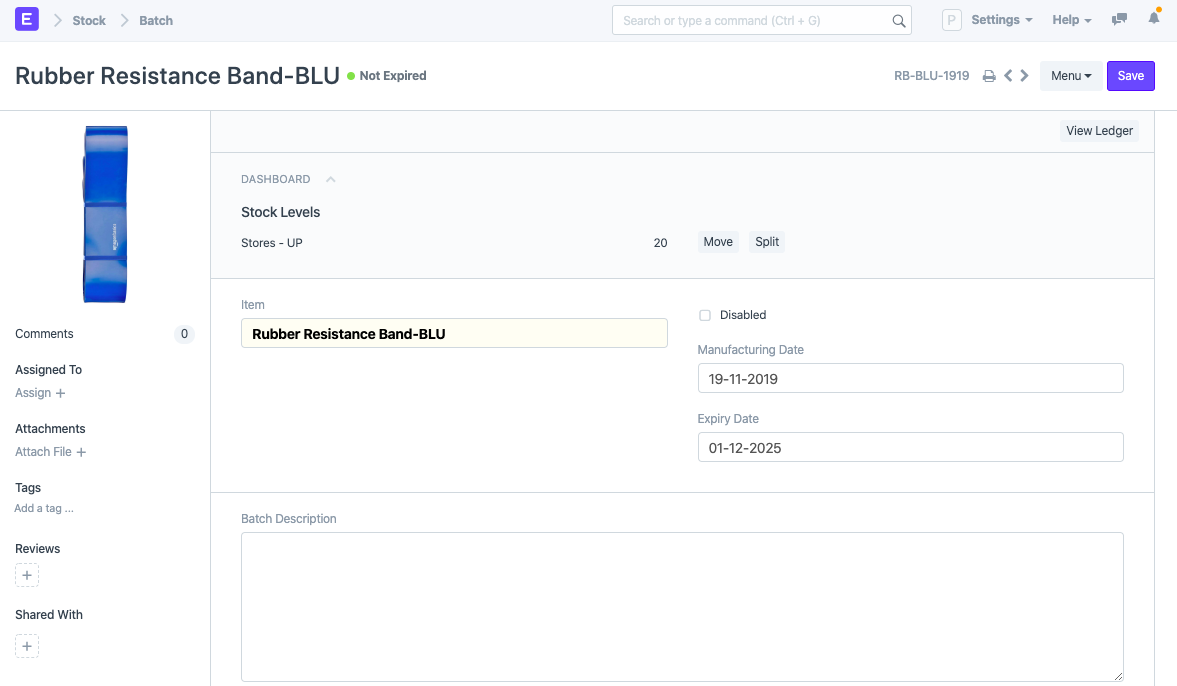 E
Stock
Batch
Search or type a command (Ctrl + G)
P
Settings
Help
Rubber Resistance Band-BLU
Not Expired
RB-BLU-1919
Menu
Save
View Ledger
DASHBOARD
Stock Levels
Stores - UP
20
Move
Split
Comments
0
Assigned To
Assign +
Attachments
Attach File +
Tags
Add a tag ...
Reviews
+
Shared With
+
Item
Rubber Resistance Band-BLU
Disabled
Manufacturing Date
19-11-2019
Expiry Date
01-12-2025
Batch Description